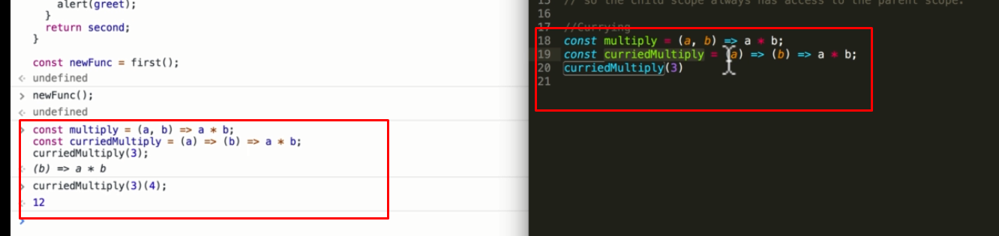 alert(greet);
}
return second;
}
const newFunc = first();
undefined
newFunc();
undefined
const multiply = (a, b) => a * b;
const curriedMultiply = (a) => (b) => a * b;
curriedMultiply(3);
(b) => a * b
curriedMultiply(3)(4);
12
15 // so the child scope always has access to the parent scope.
16
17 //Currying
18 const multiply = (a, b) => a * b;
19 const curriedMultiply = (a) => (b) => a * b;
20 curriedMultiply(3)
21